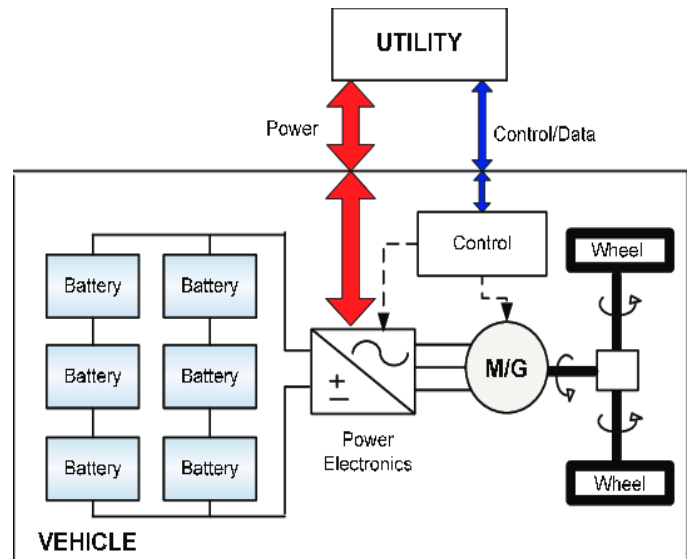 UTILITY
Power
Control/Data
Control
Wheel
Battery
Battery
Battery
Battery
Battery
Battery
M/G
Power
Electronics
Wheel
VEHICLE